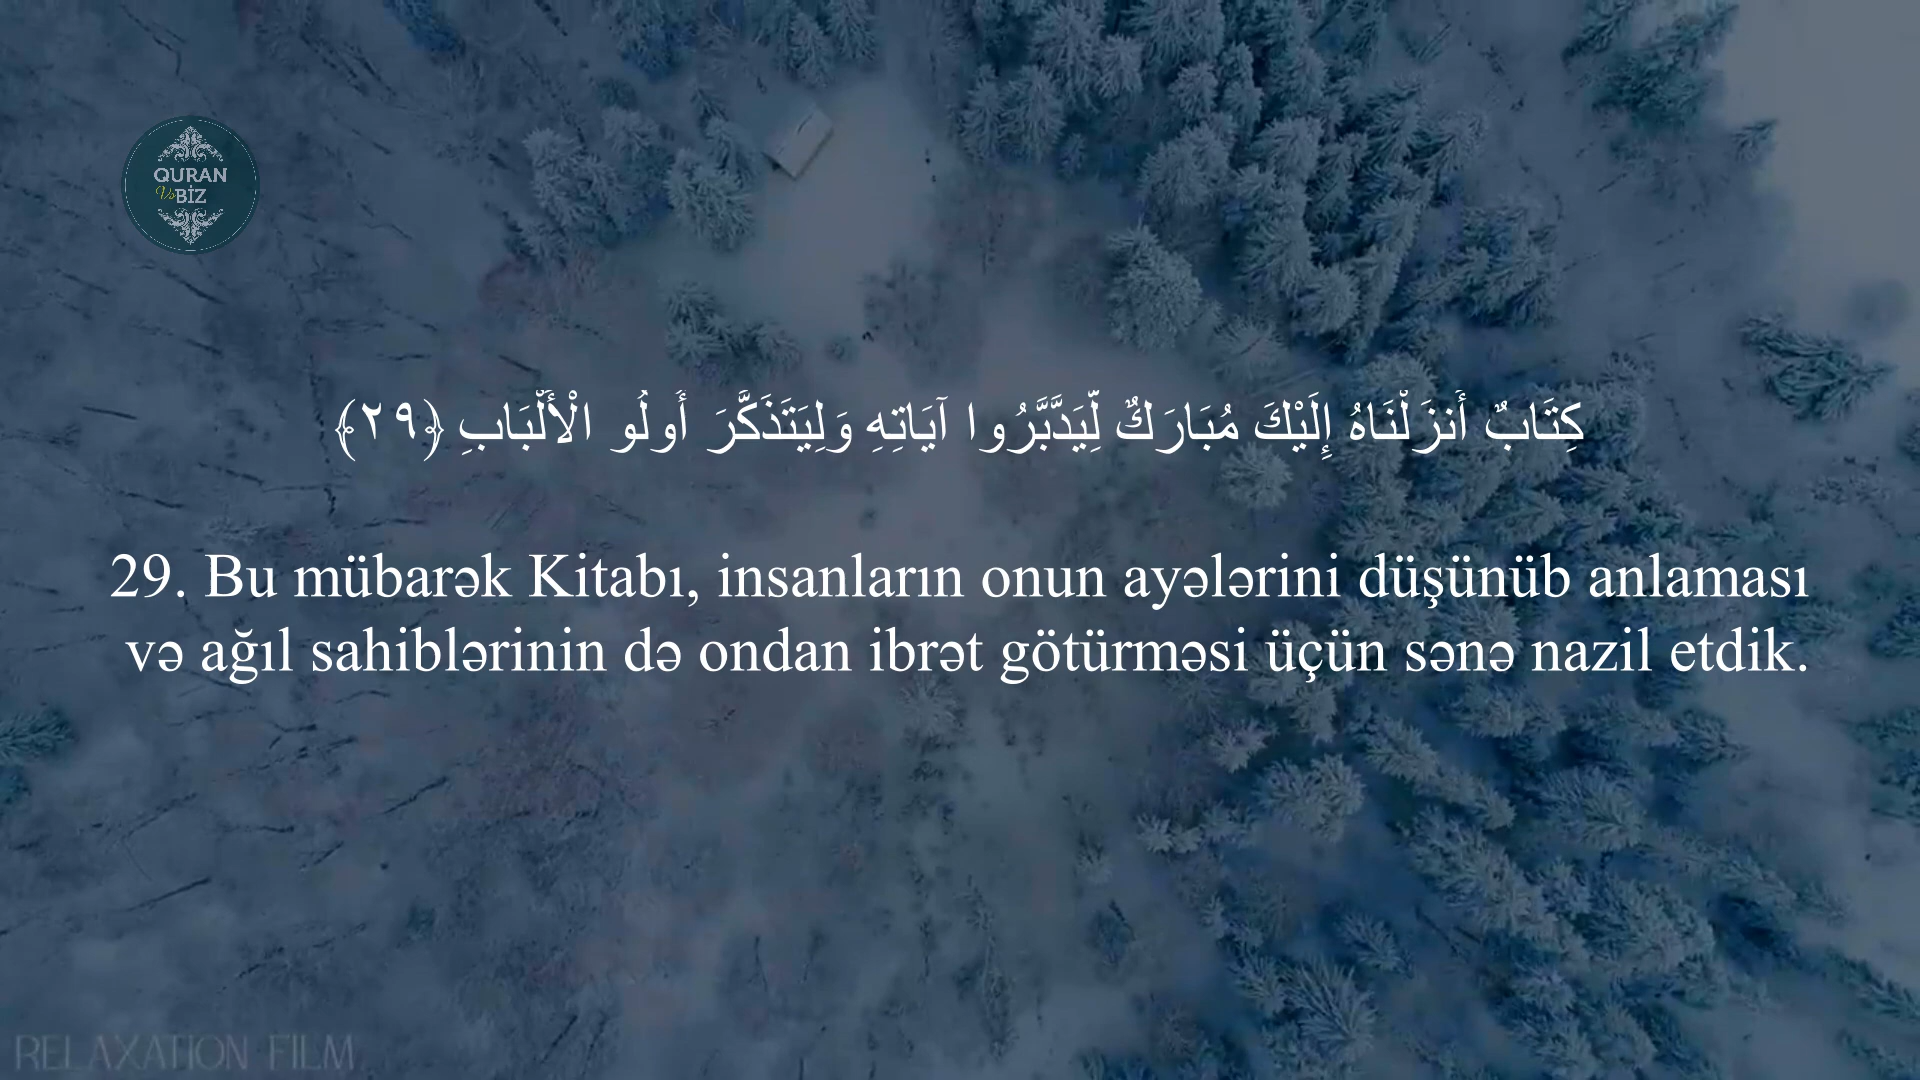 QURAN
Və BİZ
كِتَابٌ أَنزَلْنَاهُ إِلَيْكَ مُبَارَكٌ لِّيَدَّبَّرُوا آيَاتِهِ وَلِيَتَذَكَّرَ أُولُو الْأَلْبَابِ ﴿٢٩﴾
29. Bu mübarək Kitabı, insanların onun ayələrini düşünüb anlaması
və ağıl sahiblərinin də ondan ibrət götürməsi üçün sənə nazil etdik.
RELAXATION FILM